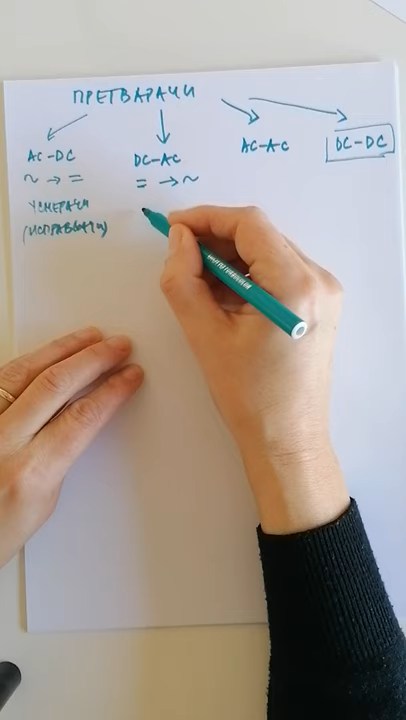 ПРЕТВАРАЧИ
AC-DC
DC-AC
AC-AC
DC-DC
~ → =
= → ~
УСМЕРАЧИ
(ИСПРАВЉАЧИ)